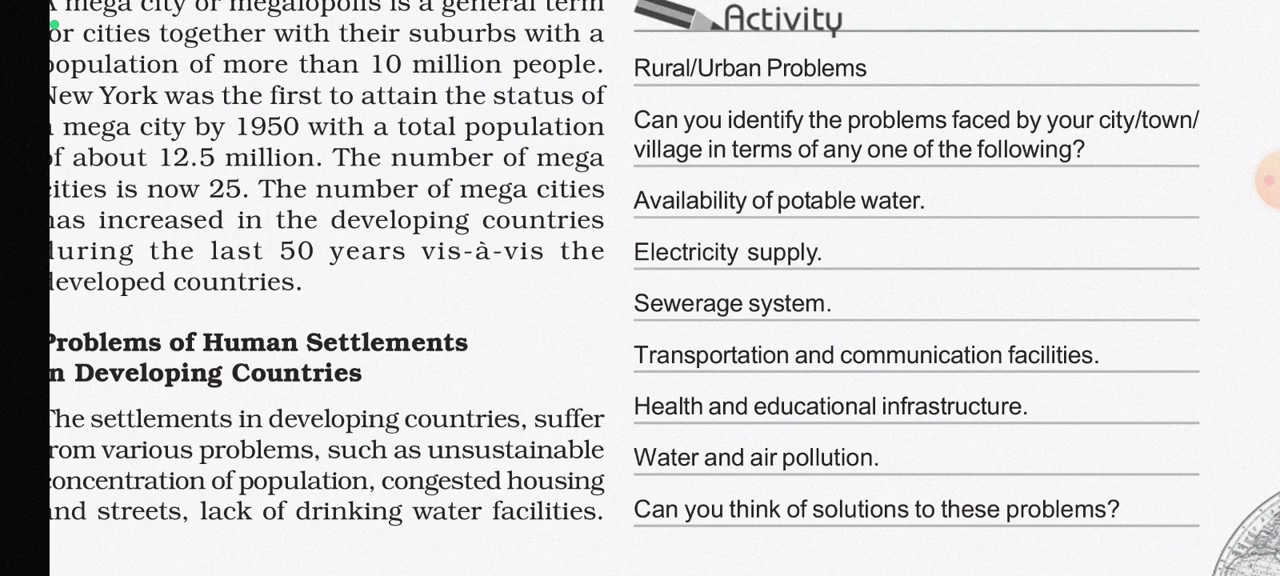 A mega city or megalopolis is a general term
for cities together with their suburbs with a
population of more than 10 million people.
New York was the first to attain the status of
a mega city by 1950 with a total population
of about 12.5 million. The number of mega
cities is now 25. The number of mega cities
has increased in the developing countries
during the last 50 years vis-à-vis the
developed countries.
Problems of Human Settlements
in Developing Countries
The settlements in developing countries, suffer
from various problems, such as unsustainable
concentration of population, congested housing
and streets, lack of drinking water facilities.
Activity
Rural/Urban Problems
Can you identify the problems faced by your city/town/
village in terms of any one of the following?
Availability of potable water.
Electricity supply.
Sewerage system.
Transportation and communication facilities.
Health and educational infrastructure.
Water and air pollution.
Can you think of solutions to these problems?